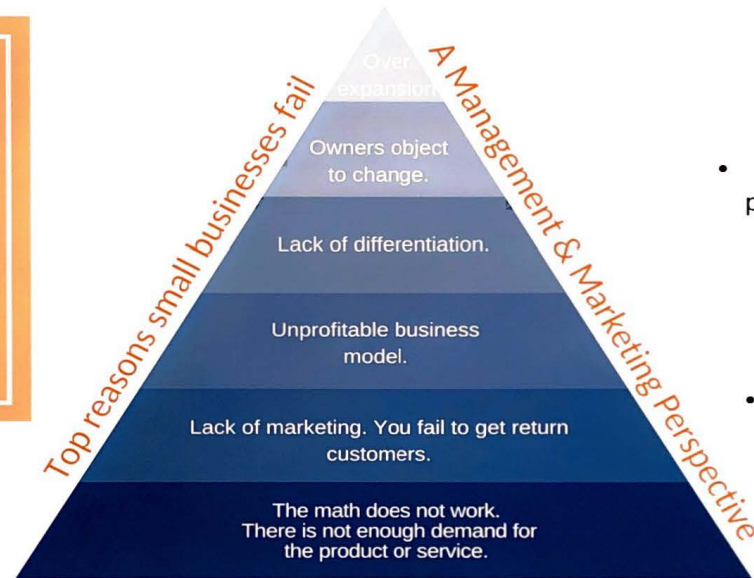 Top reasons small businesses fail
A Management & Marketing Perspective
Over
expansion
Owners object
to change.
Lack of differentiation.
Unprofitable business
model.
Lack of marketing. You fail to get return
customers.
The math does not work.
There is not enough demand for
the product or service.
•
p
•